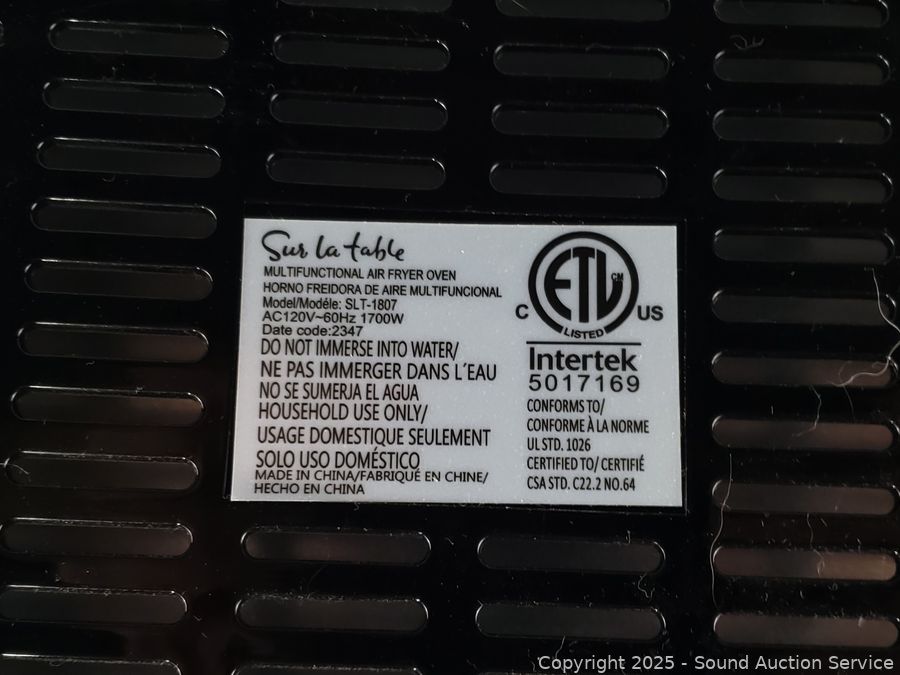 Sur la table
MULTIFUNCTIONAL AIR FRYER OVEN
HORNO FREIDORA DE AIRE MULTIFUNCIONAL
Model/Modéle: SLT-1807
AC120V~60Hz 1700W
Date code:2347
DO NOT IMMERSE INTO WATER/
NE PAS IMMERGER DANS L´EAU
NO SE SUMERJA EL AGUA
HOUSEHOLD USE ONLY/
USAGE DOMESTIQUE SEULEMENT
SOLO USO DOMÉSTICO
MADE IN CHINA/FABRIQUÉ EN CHINE/
HECHO EN CHINA
ETL CM
C US
LISTED
Intertek
5017169
CONFORMS TO/
CONFORME À LA NORME
UL STD. 1026
CERTIFIED TO/ CERTIFIÉ
CSA STD. C22.2 NO.64
Copyright 2025 - Sound Auction Service